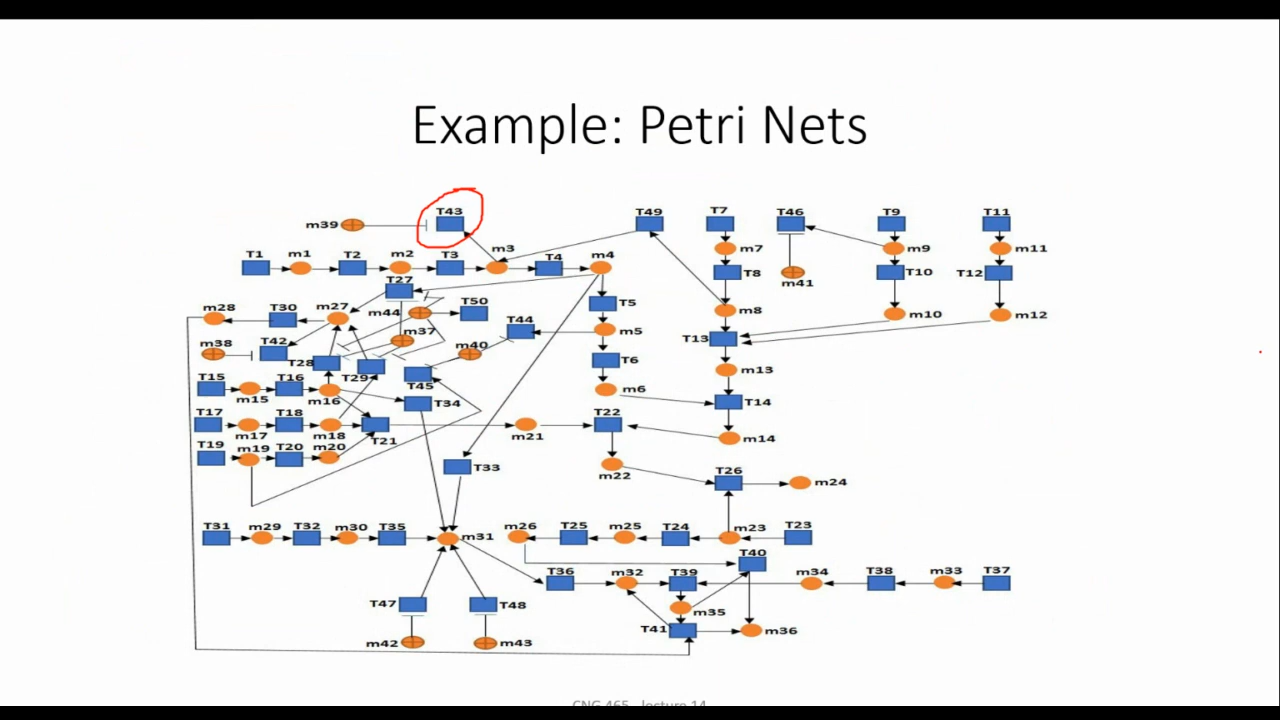 Example: Petri Nets
m39 T43 T49 T7 T46 T9 T11
m3 m7 m9 m11
T1 m1 T2 m2 T3 T4 m4
T8 m41 T10 T12
T27
m28 T30 m27 m44 T50 T5 m8 m10 m12
m37 T44 m5 T13
m38 T42 m40
T28 T29 T45 T6 m13
T15 m15 T16 m16 T34 m6 T14
T17 m17 T18 m18 T21 m21 T22 m14
T19 m19 T20 m20
T33 m22 T26 m24
T31 m29 T32 m30 T35 m31 m26 T25 m25 T24 m23 T23
T40
T36 m32 T39 m34 T38 m33 T37
T47 T48 m35
T41 m36
m42 m43
CNG 465 - lecture 14